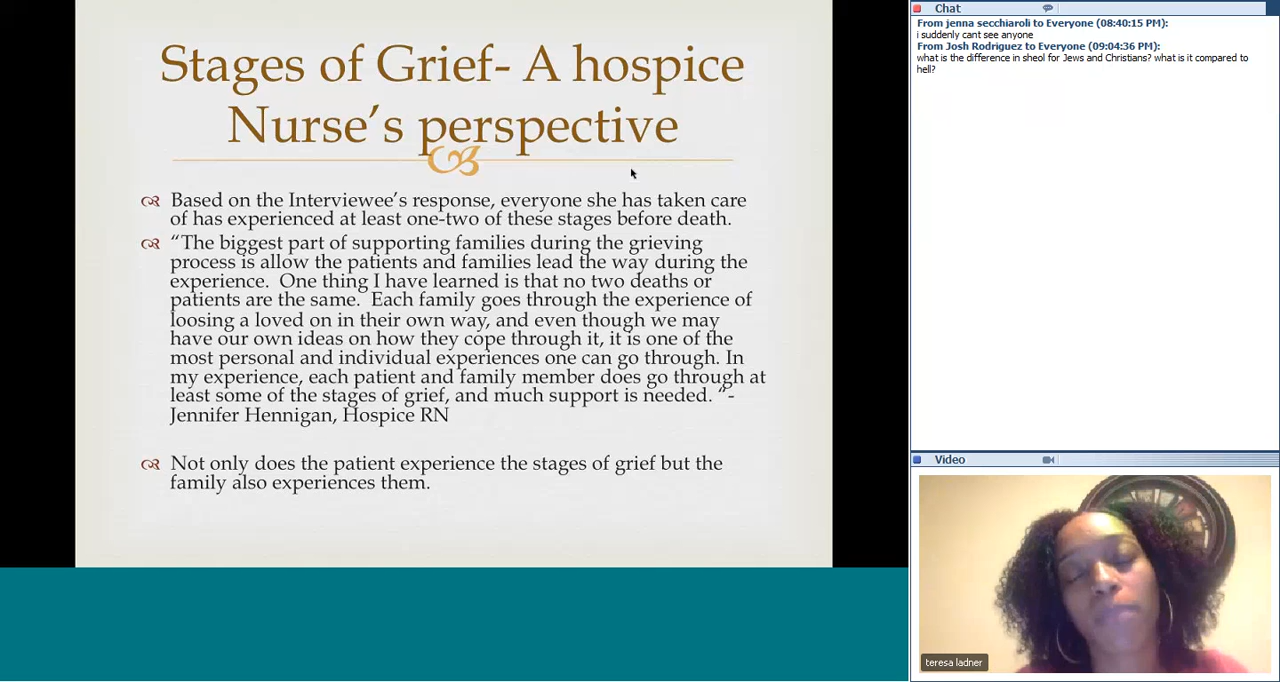 Stages of Grief- A hospice
Nurse’s perspective
Based on the Interviewee’s response, everyone she has taken care
of has experienced at least one-two of these stages before death.
“The biggest part of supporting families during the grieving
process is allow the patients and families lead the way during the
experience.  One thing I have learned is that no two deaths or
patients are the same.  Each family goes through the experience of
loosing a loved on in their own way, and even though we may
have our own ideas on how they cope through it, it is one of the
most personal and individual experiences one can go through. In
my experience, each patient and family member does go through at
least some of the stages of grief, and much support is needed. “-
Jennifer Hennigan, Hospice RN
Not only does the patient experience the stages of grief but the
family also experiences them.
Chat
From jenna secchiaroli to Everyone (08:40:15 PM):
i suddenly cant see anyone
From Josh Rodriguez to Everyone (09:04:36 PM):
what is the difference in sheol for Jews and Christians? what is it compared to
hell?
Video
teresa ladner